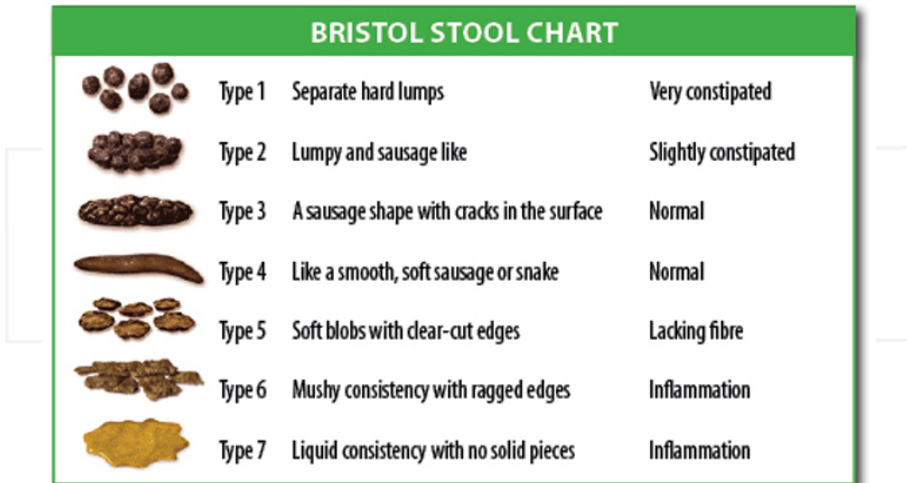 BRISTOL STOOL CHART
Type 1 Separate hard lumps Very constipated
Type 2 Lumpy and sausage like Slightly constipated
Type 3 A sausage shape with cracks in the surface Normal
Type 4 Like a smooth, soft sausage or snake Normal
Type 5 Soft blobs with clear-cut edges Lacking fibre
Type 6 Mushy consistency with ragged edges Inflammation
Type 7 Liquid consistency with no solid pieces Inflammation